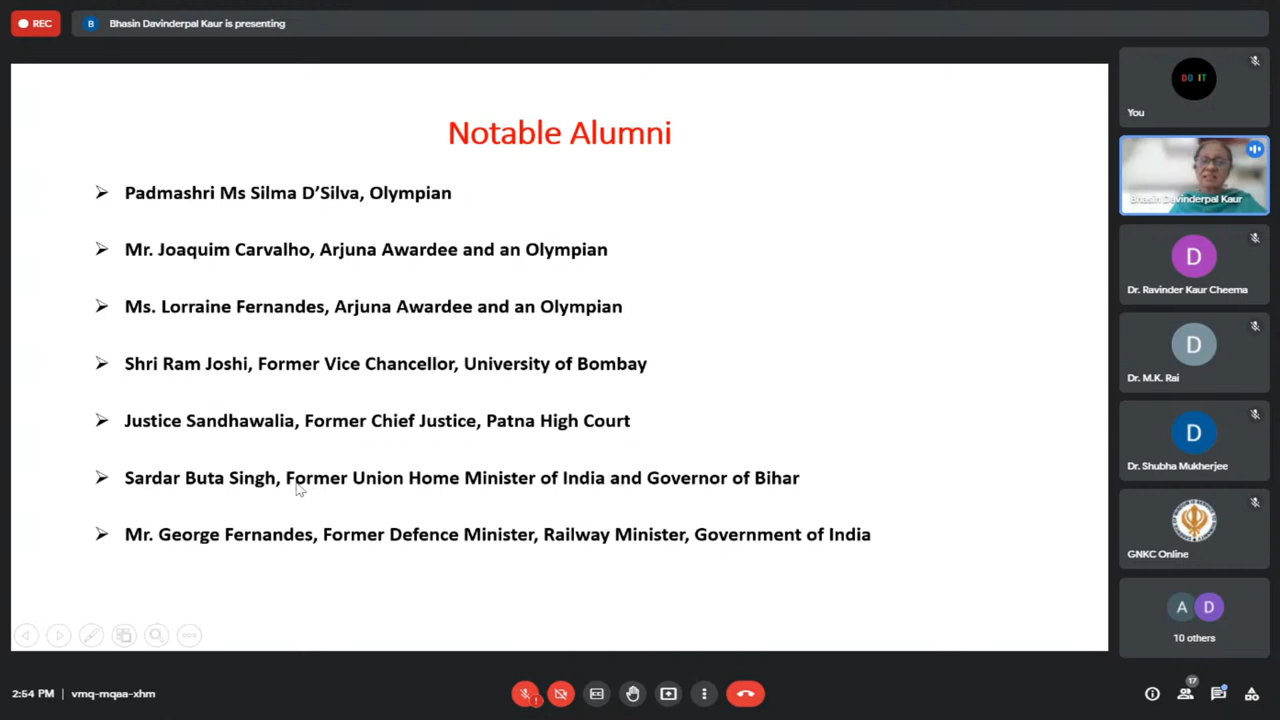 REC
B
Bhasin Davinderpal Kaur is presenting
Notable Alumni
Padmashri Ms Silma D’Silva, Olympian
Mr. Joaquim Carvalho, Arjuna Awardee and an Olympian
Ms. Lorraine Fernandes, Arjuna Awardee and an Olympian
Shri Ram Joshi, Former Vice Chancellor, University of Bombay
Justice Sandhawalia, Former Chief Justice, Patna High Court
Sardar Buta Singh, Former Union Home Minister of India and Governor of Bihar
Mr. George Fernandes, Former Defence Minister, Railway Minister, Government of India
DO IT
You
Bhasin Davinderpal Kaur
D
Dr. Ravinder Kaur Cheema
D
Dr. M.K. Rai
D
Dr. Shubha Mukherjee
GNKC Online
A D
10 others
2:54 PM | vmq-mqaa-xhm
17